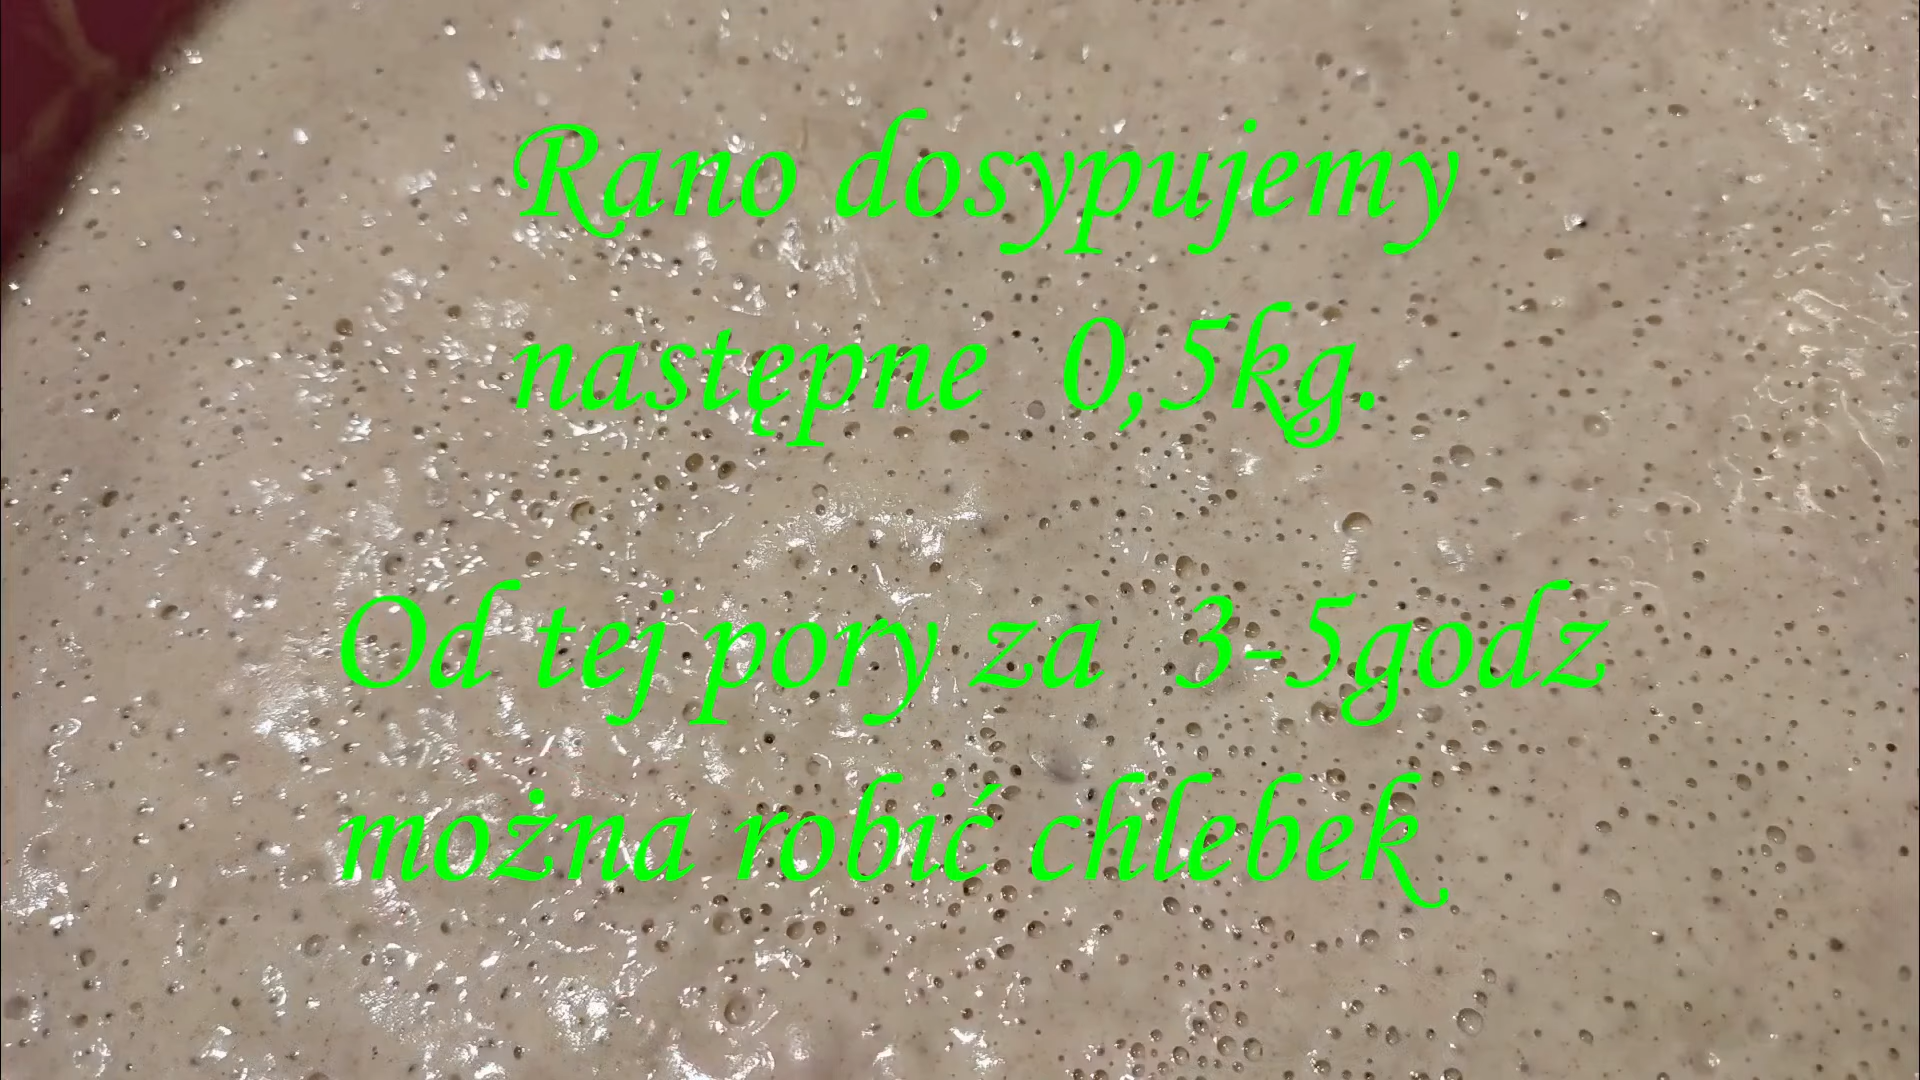 Rano dosypujemy
następne 0,5kg.
Od tej pory za 3-5godz
można robić chlebek